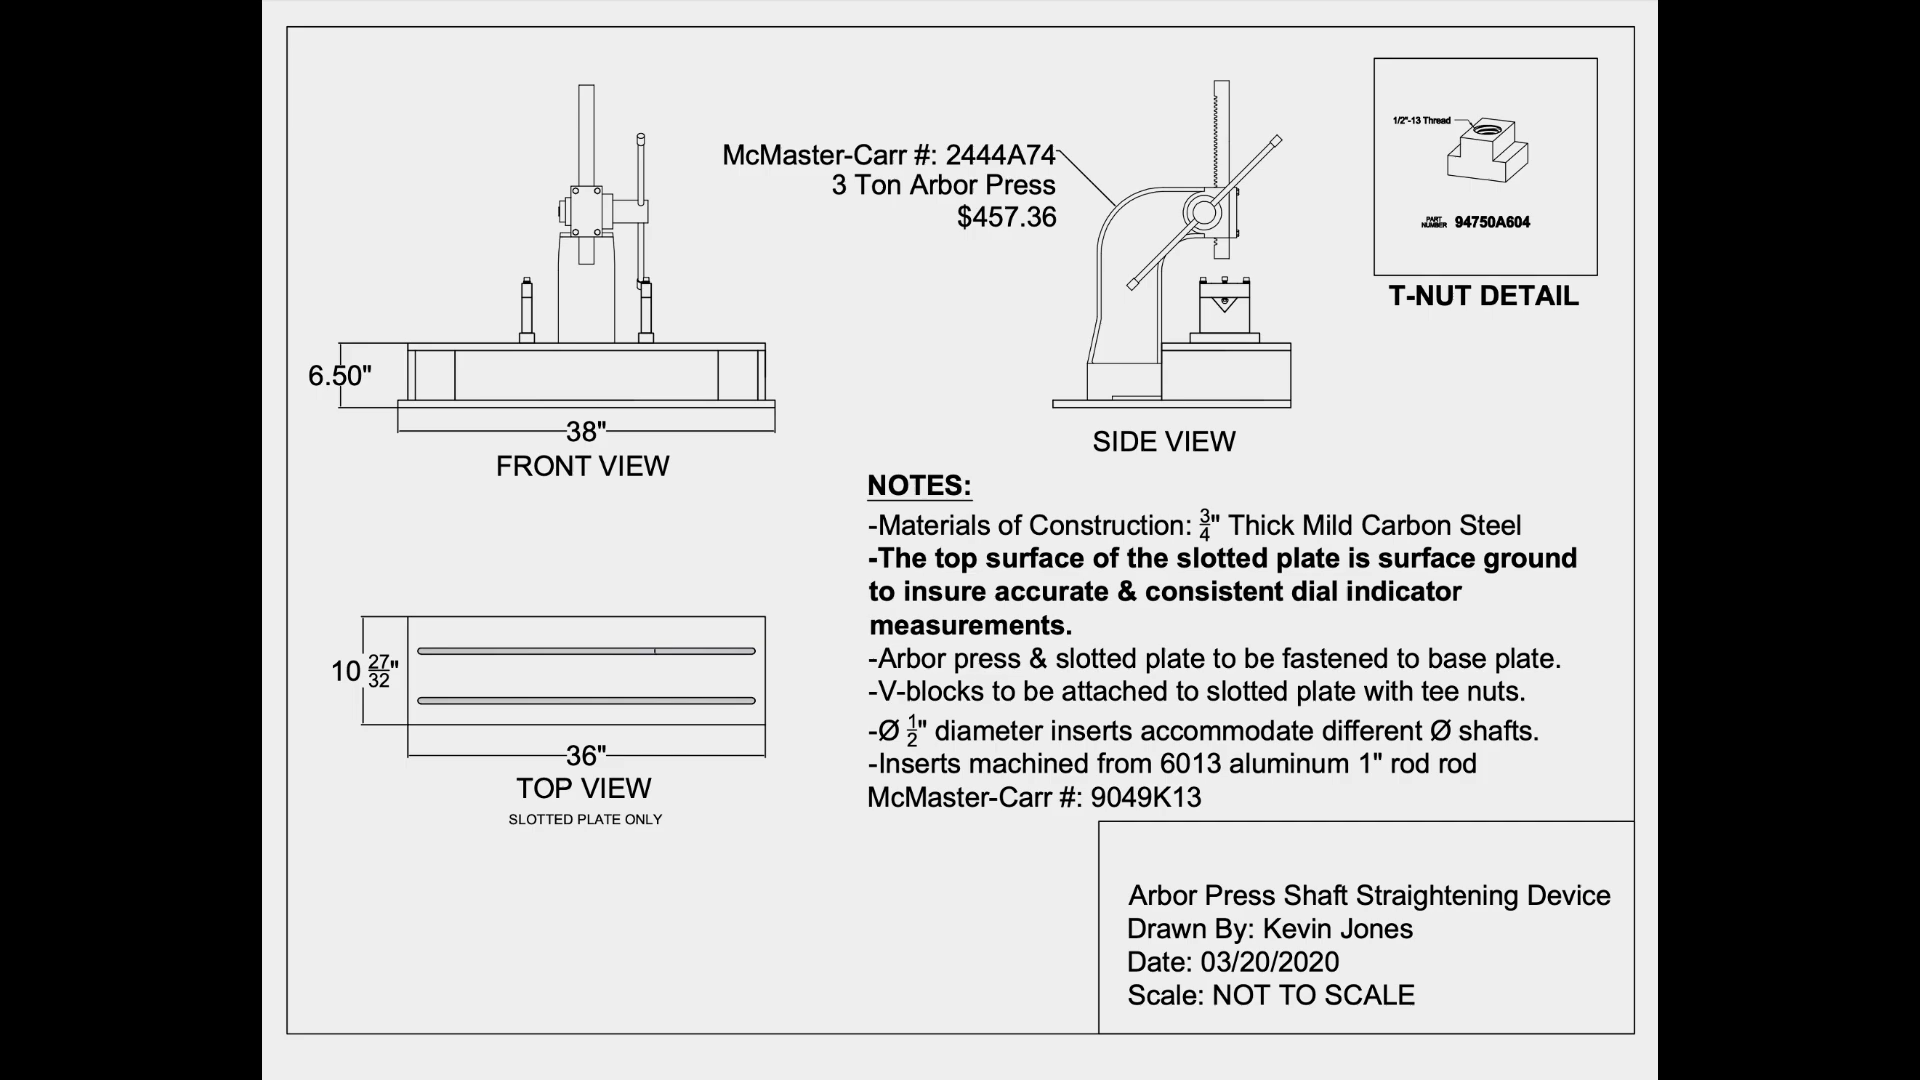 McMaster-Carr #: 2444A74
3 Ton Arbor Press
$457.36
1/2"-13 Thread
PART NUMBER 94750A604
T-NUT DETAIL
6.50"
38"
FRONT VIEW
SIDE VIEW
NOTES:
-Materials of Construction: 3/4" Thick Mild Carbon Steel
-The top surface of the slotted plate is surface ground
to insure accurate & consistent dial indicator
measurements.
-Arbor press & slotted plate to be fastened to base plate.
-V-blocks to be attached to slotted plate with tee nuts.
-Ø 1/2" diameter inserts accommodate different Ø shafts.
-Inserts machined from 6013 aluminum 1" rod rod
McMaster-Carr #: 9049K13
10 27/32"
36"
TOP VIEW
SLOTTED PLATE ONLY
Arbor Press Shaft Straightening Device
Drawn By: Kevin Jones
Date: 03/20/2020
Scale: NOT TO SCALE